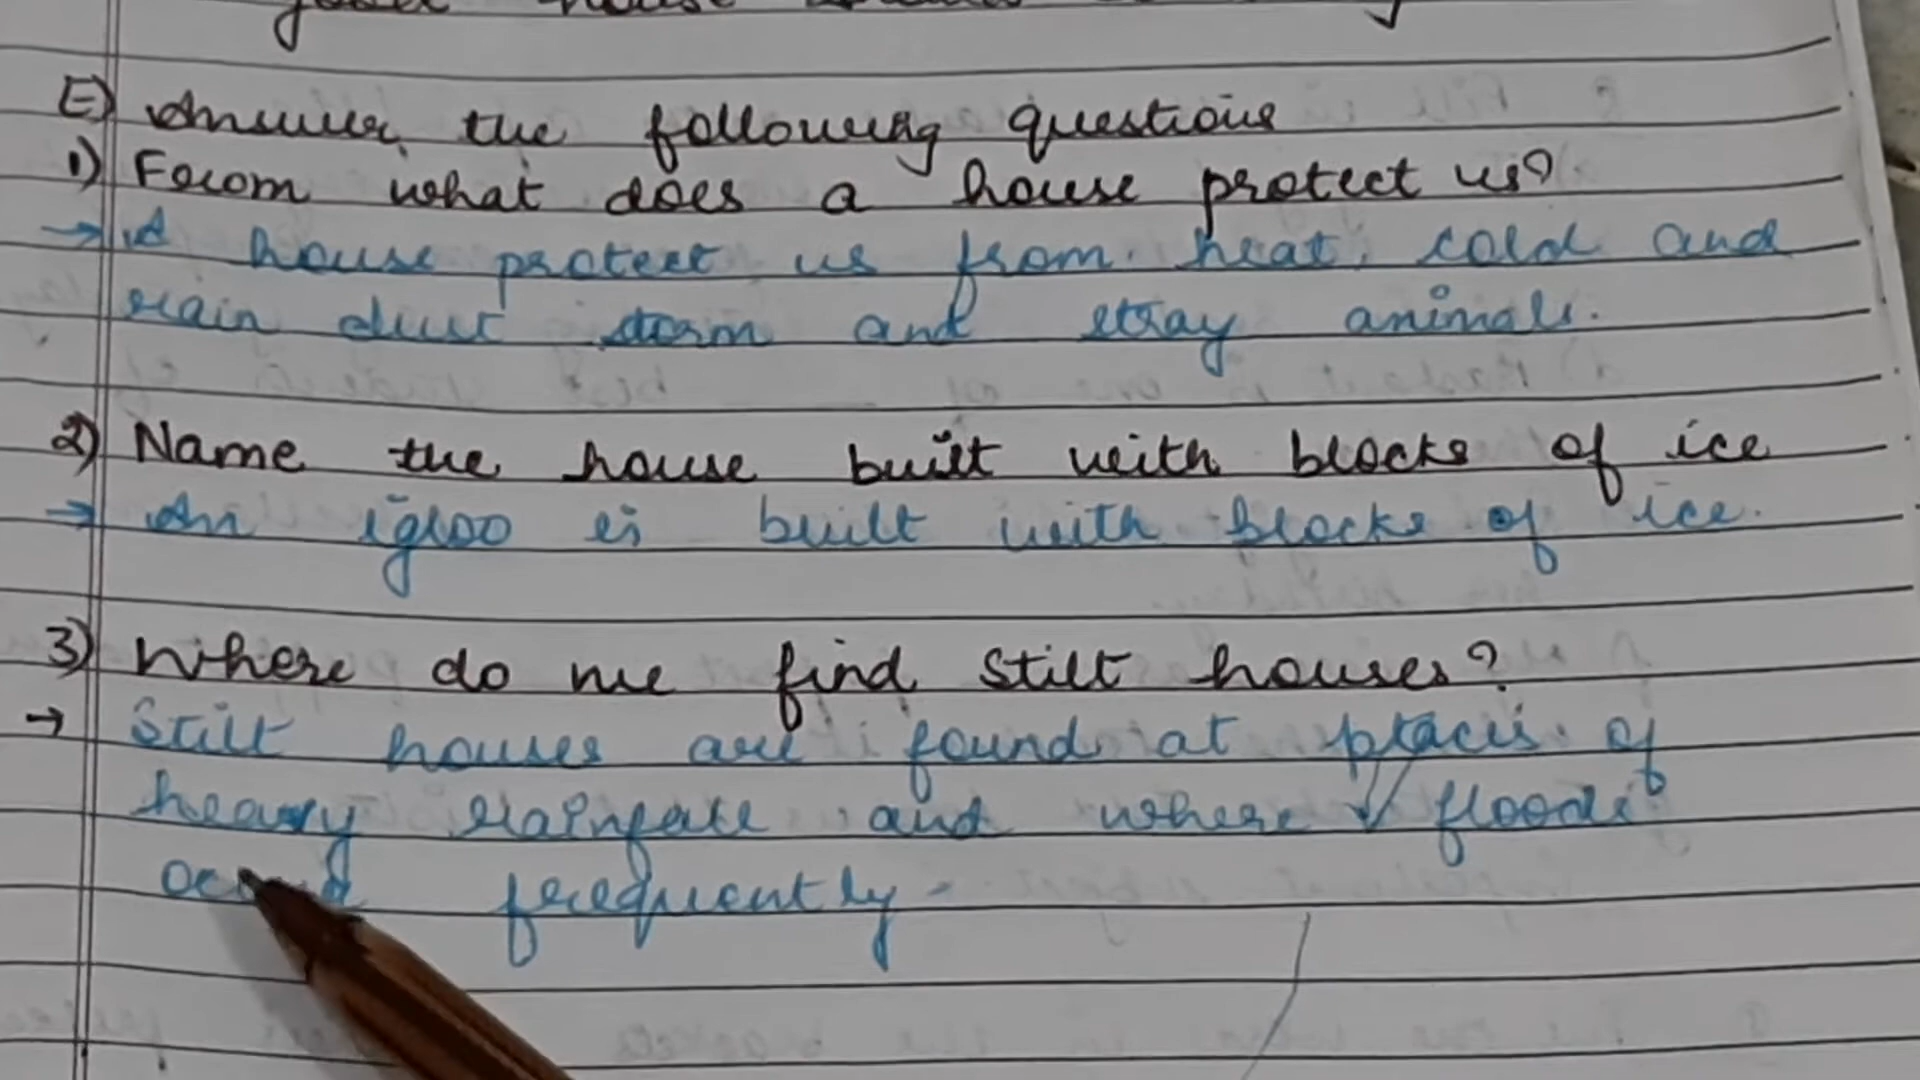 house
E) Answer the following questions
1) From what does a house protect us?
→ A house protect us from heat, cold and
rain dust storm and stray animals.
2) Name the house built with blocks of ice
→ An igloo is built with blocks of ice.
3) Where do we find stilt houses?
→ Stilt houses are found at places of
heavy rainfall and where floods
frequently.